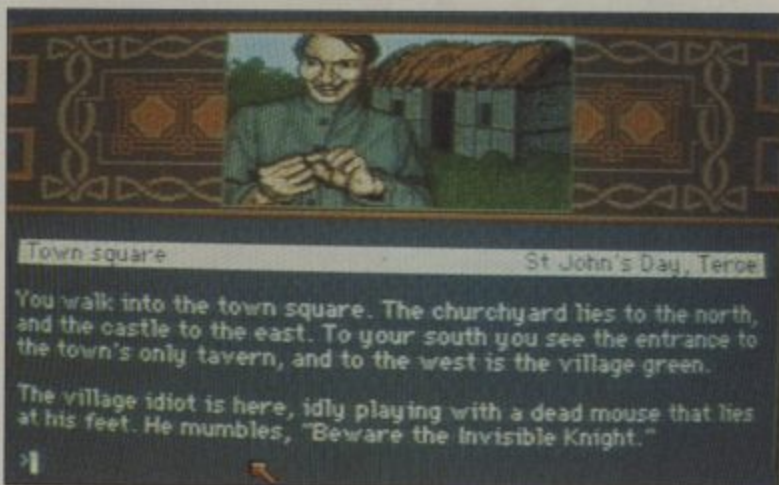 Town square St John's Day, Terce
You walk into the town square. The churchyard lies to the north,
and the castle to the east. To your south you see the entrance to
the town's only tavern, and to the west is the village green.
The village idiot is here, idly playing with a dead mouse that lies
at his feet. He mumbles, "Beware the Invisible Knight."
>